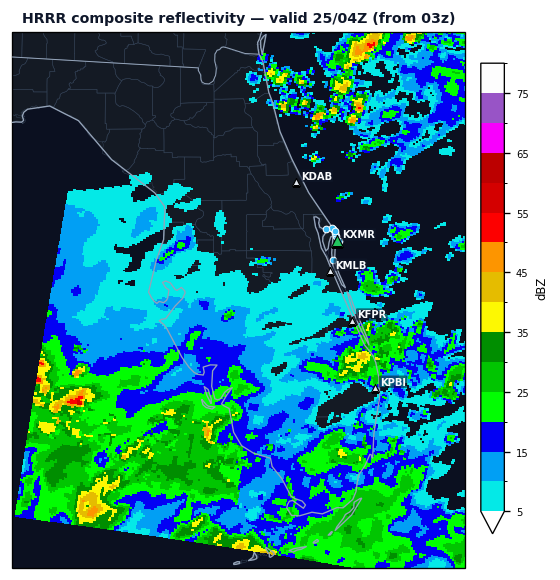 HRRR composite reflectivity — valid 25/04Z (from 03z)
KDAB
KXMR
KMLB
KFPR
KPBI
75
65
55
45
35
25
15
5
dBZ